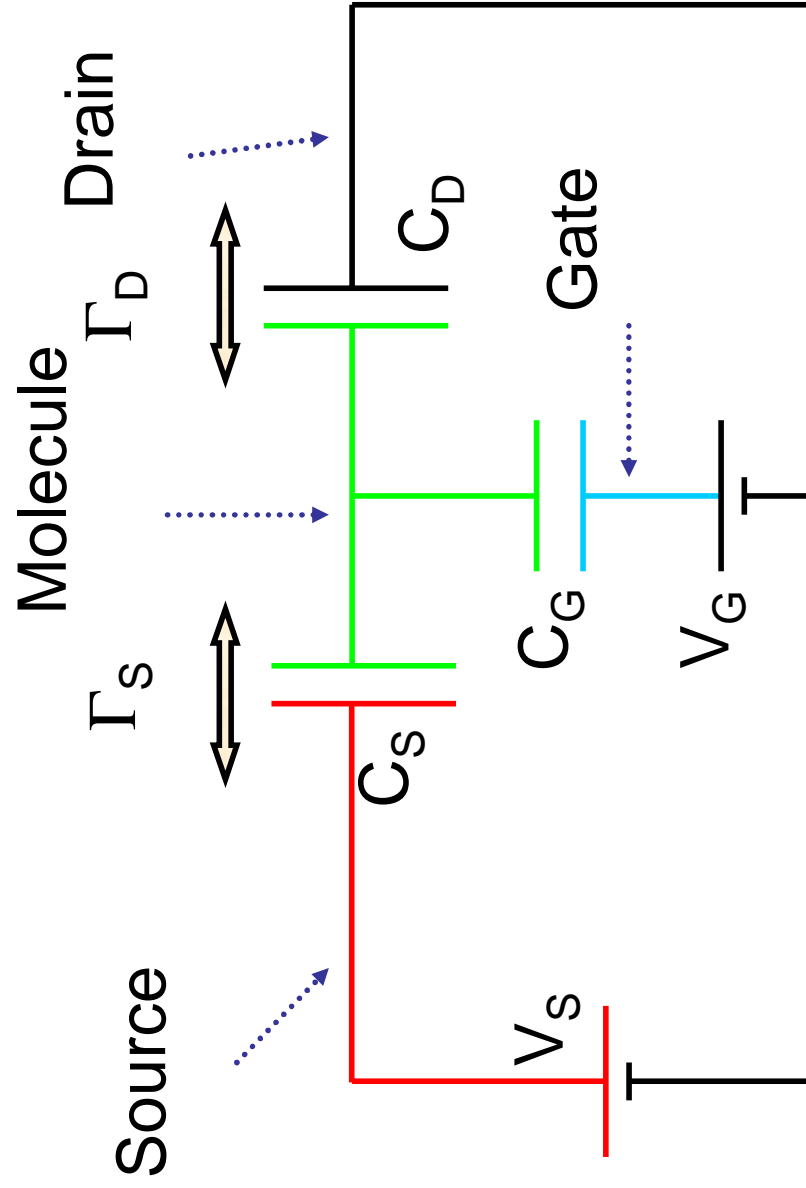 Source
Molecule
Drain
Γ_S
Γ_D
C_S
C_D
C_G
Gate
V_S
V_G